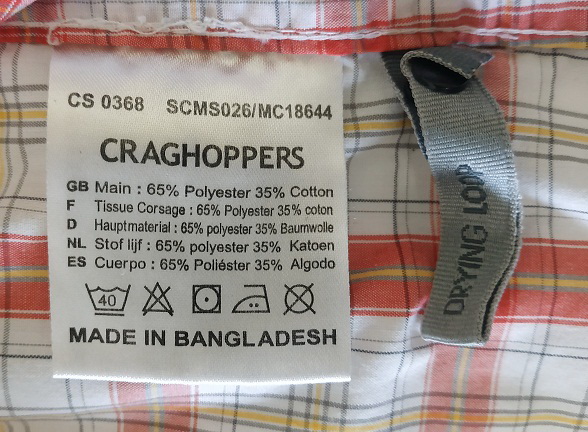 CS 0368 SCMS026/MC18644
CRAGHOPPERS
GB Main : 65% Polyester 35% Cotton
F Tissue Corsage : 65% Polyester 35% coton
D Hauptmaterial : 65% polyester 35% Baumwolle
NL Stof lijf : 65% polyester 35% Katoen
ES Cuerpo : 65% Poliéster 35% Algodo
40
MADE IN BANGLADESH
DRYING LOOP